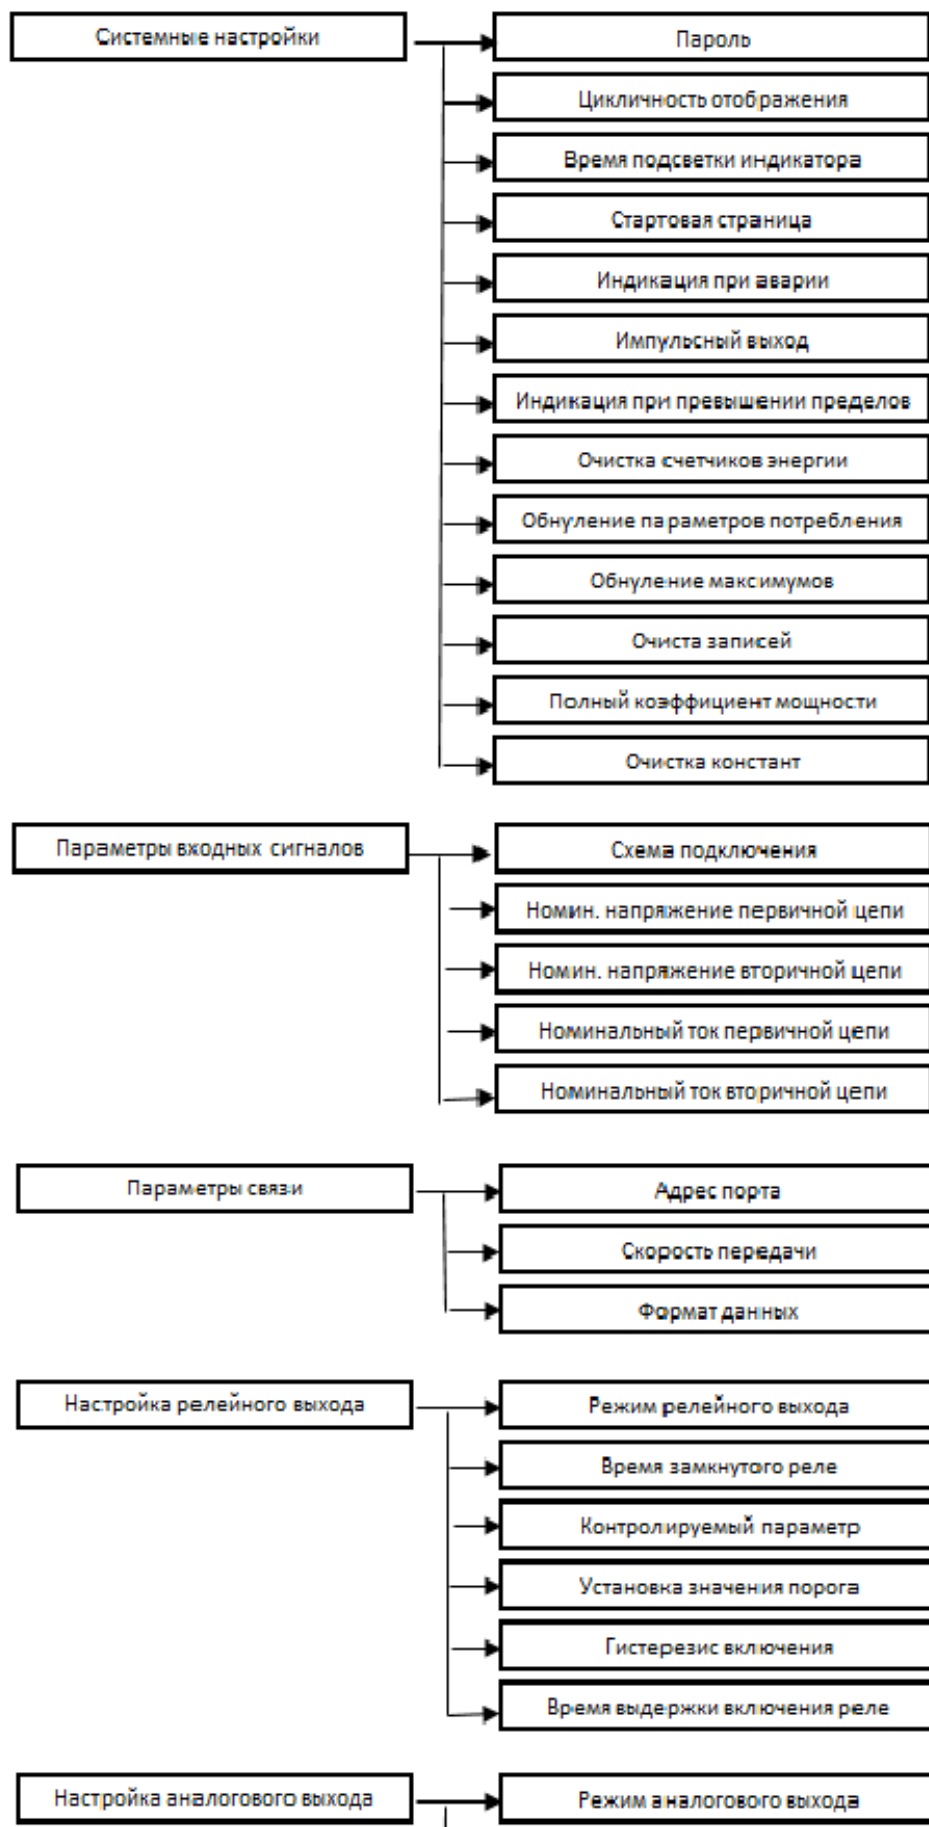 Системные настройки
Пароль
Цикличность отображения
Время подсветки индикатора
Стартовая страница
Индикация при аварии
Импульсный выход
Индикация при превышении пределов
Очистка счетчиков энергии
Обнуление параметров потребления
Обнуление максимумов
Очиста записей
Полный коэффициент мощности
Очистка констант
Параметры входных сигналов
Схема подключения
Номин. напряжение первичной цепи
Номин. напряжение вторичной цепи
Номинальный ток первичной цепи
Номинальный ток вторичной цепи
Параметры связи
Адрес порта
Скорость передачи
Формат данных
Настройка релейного выхода
Режим релейного выхода
Время замкнутого реле
Контролируемый параметр
Установка значения порога
Гистерезис включения
Время выдержки включения реле
Настройка аналогового выхода
Режим аналогового выхода